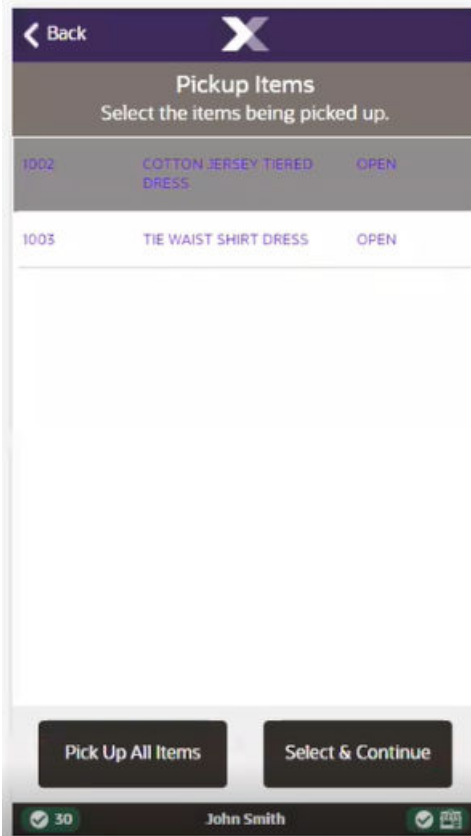 Back
Pickup Items
Select the items being picked up.
1002 COTTON JERSEY TIERED OPEN
DRESS
1003 TIE WAIST SHIRT DRESS OPEN
Pick Up All Items Select & Continue
30 John Smith